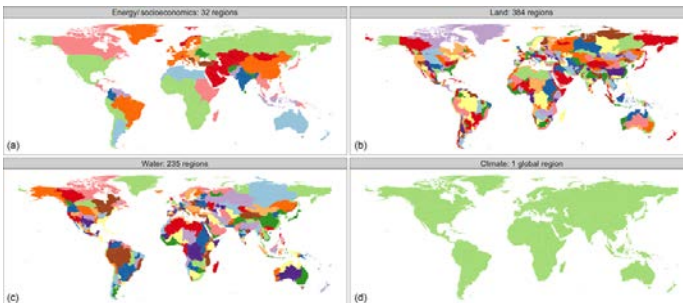 Energy/ socioeconomics: 32 regions
Land: 384 regions
(a)
(b)
Water: 235 regions
Climate: 1 global region
(c)
(d)